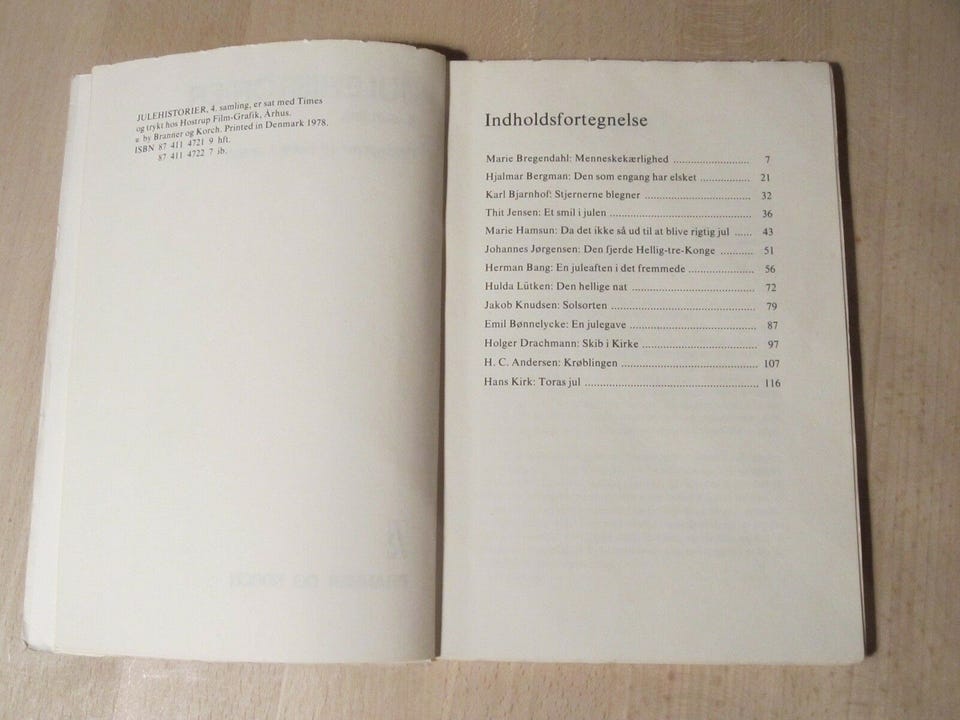 JULEHISTORIER, 4. samling, er sat med Times
og trykt hos Hostrup Film-Grafik, Århus.
by Branner og Korch. Printed in Denmark 1978.
ISBN 87 411 4721 9 hft.
87 411 4722 7 ib.
Indholdsfortegnelse
Marie Bregendahl: Menneskekærlighed ........................ 7
Hjalmar Bergman: Den som engang har elsket ................ 21
Karl Bjarnhof: Stjernerne blegner ................................. 32
Thit Jensen: Et smil i julen ............................................ 36
Marie Hamsun: Da det ikke så ud til at blive rigtig jul ...... 43
Johannes Jørgensen: Den fjerde Hellig-tre-Konge ........... 51
Herman Bang: En juleaften i det fremmede ..................... 56
Hulda Lütken: Den hellige nat ...................................... 72
Jakob Knudsen: Solsorten ............................................ 79
Emil Bønnelycke: En julegave ....................................... 87
Holger Drachmann: Skib i Kirke ................................... 97
H. C. Andersen: Krøblingen .......................................... 107
Hans Kirk: Toras jul ..................................................... 116